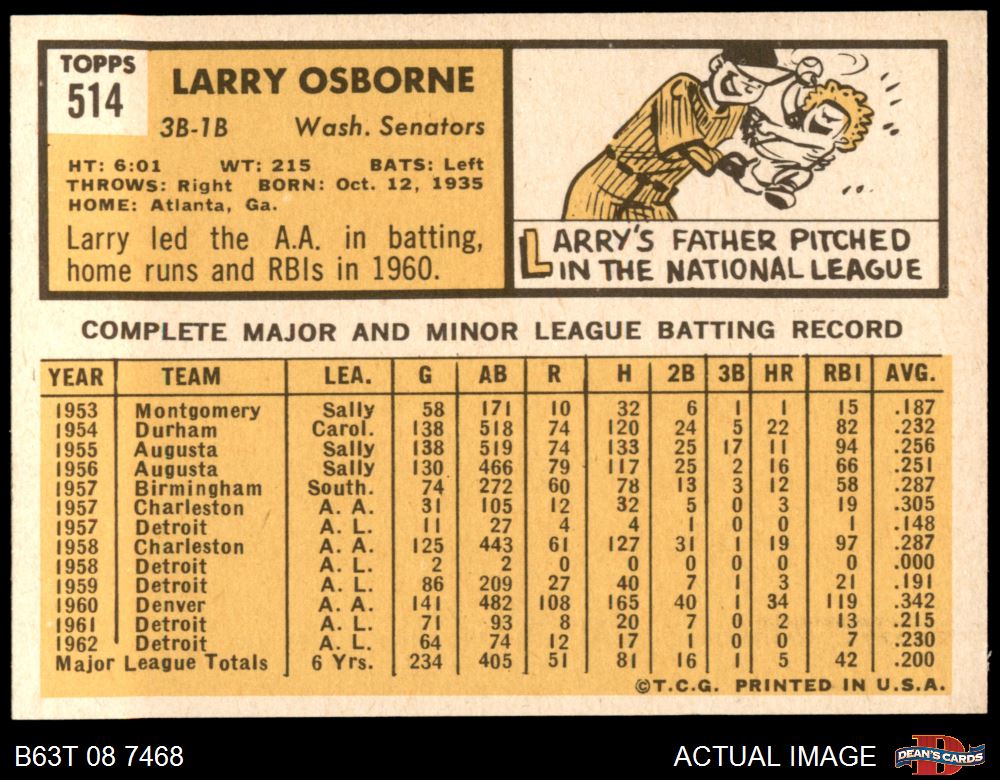 TOPPS
514
LARRY OSBORNE
3B-1B Wash. Senators
HT: 6:01 WT: 215 BATS: Left
THROWS: Right BORN: Oct. 12, 1935
HOME: Atlanta, Ga.
Larry led the A.A. in batting,
home runs and RBIs in 1960.
LARRY'S FATHER PITCHED
IN THE NATIONAL LEAGUE
COMPLETE MAJOR AND MINOR LEAGUE BATTING RECORD
YEAR TEAM LEA. G AB R H 2B 3B HR RBI AVG.
1953 Montgomery Sally 58 171 10 32 6 1 1 15 .187
1954 Durham Carol. 138 518 74 120 24 5 22 82 .232
1955 Augusta Sally 138 519 74 133 25 17 11 94 .256
1956 Augusta Sally 130 466 79 117 25 2 16 66 .251
1957 Birmingham South. 74 272 60 78 13 3 12 58 .287
1957 Charleston A. A. 31 105 12 32 5 0 3 19 .305
1957 Detroit A. L. 11 27 4 4 1 0 0 1 .148
1958 Charleston A. A. 125 443 61 127 31 1 19 97 .287
1958 Detroit A. L. 2 2 0 0 0 0 0 0 .000
1959 Detroit A. L. 86 209 27 40 7 1 3 21 .191
1960 Denver A. A. 141 482 108 165 40 1 34 119 .342
1961 Detroit A. L. 71 93 8 20 7 0 2 13 .215
1962 Detroit A. L. 64 74 12 17 1 0 0 7 .230
Major League Totals 6 Yrs. 234 405 51 81 16 1 5 42 .200
©T.C.G. PRINTED IN U.S.A.
B63T 08 7468 ACTUAL IMAGE
D
DEAN'S CARDS